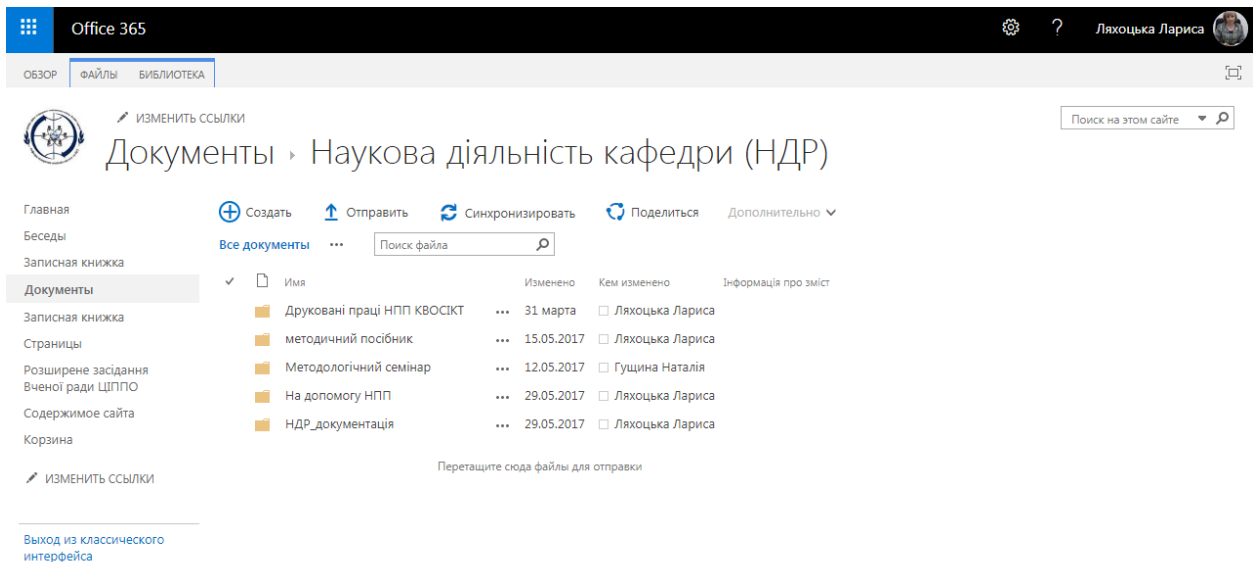 Office 365
?
Ляхоцька Лариса
ОБЗОР ФАЙЛЫ БИБЛИОТЕКА
ИЗМЕНИТЬ ССЫЛКИ
Поиск на этом сайте
Документы Наукова діяльність кафедри (НДР)
Главная
Беседы
Записная книжка
Документы
Записная книжка
Страницы
Розширене засідання
Вченої ради ЦІППО
Содержимое сайта
Корзина
ИЗМЕНИТЬ ССЫЛКИ
Выход из классического
интерфейса
Создать Отправить Синхронизировать Поделиться Дополнительно
Все документы ••• Поиск файла
Имя Изменено Кем изменено Інформація про зміст
Друковані праці НПП КВОСІКТ ••• 31 марта Ляхоцька Лариса
методичний посібник ••• 15.05.2017 Ляхоцька Лариса
Методологічний семінар ••• 12.05.2017 Гущина Наталія
На допомогу НПП ••• 29.05.2017 Ляхоцька Лариса
НДР_документація ••• 29.05.2017 Ляхоцька Лариса
Перетащите сюда файлы для отправки